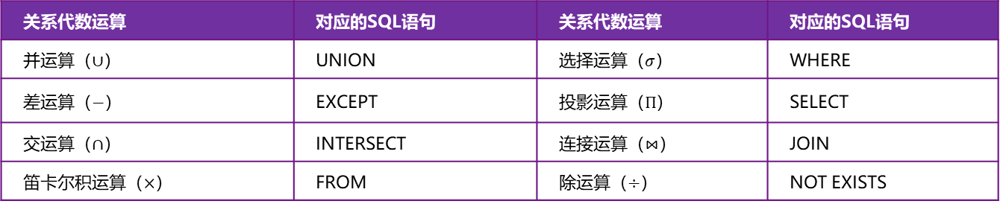 关系代数运算 对应的SQL语句 关系代数运算 对应的SQL语句
并运算（∪） UNION 选择运算（𝜎） WHERE
差运算（−） EXCEPT 投影运算（Π） SELECT
交运算（∩） INTERSECT 连接运算（⋈） JOIN
笛卡尔积运算（×） FROM 除运算（÷） NOT EXISTS